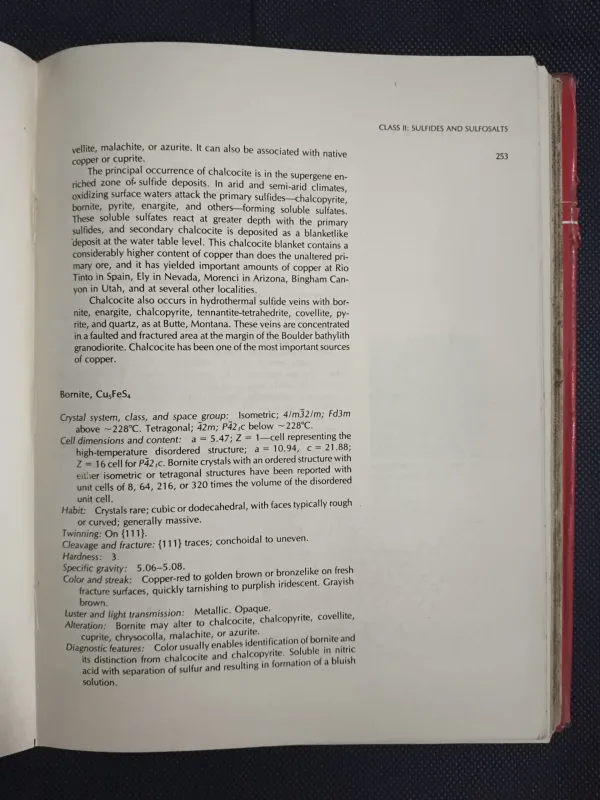 CLASS II: SULFIDES AND SULFOSALTS
253
vellite, malachite, or azurite. It can also be associated with native
copper or cuprite.
The principal occurrence of chalcocite is in the supergene en-
riched zone of sulfide deposits. In arid and semi-arid climates,
oxidizing surface waters attack the primary sulfides—chalcopyrite,
bornite, pyrite, enargite, and others—forming soluble sulfates.
These soluble sulfates react at greater depth with the primary
sulfides, and secondary chalcocite is deposited as a blanketlike
deposit at the water table level. This chalcocite blanket contains a
considerably higher content of copper than does the unaltered pri-
mary ore, and it has yielded important amounts of copper at Rio
Tinto in Spain, Ely in Nevada, Morenci in Arizona, Bingham Can-
yon in Utah, and at several other localities.
Chalcocite also occurs in hydrothermal sulfide veins with bor-
nite, enargite, chalcopyrite, tennantite-tetrahedrite, covellite, py-
rite, and quartz, as at Butte, Montana. These veins are concentrated
in a faulted and fractured area at the margin of the Boulder bathylith
granodiorite. Chalcocite has been one of the most important sources
of copper.
Bornite, Cu₅FeS₄
Crystal system, class, and space group: Isometric; 4/m3̅2/m; Fd3m
above ~228°C. Tetragonal; 4̅2m; P4̅2₁c below ~228°C.
Cell dimensions and content: a = 5.47; Z = 1—cell representing the
high-temperature disordered structure; a = 10.94, c = 21.88;
Z = 16 cell for P4̅2₁c. Bornite crystals with an ordered structure with
either isometric or tetragonal structures have been reported with
unit cells of 8, 64, 216, or 320 times the volume of the disordered
unit cell.
Habit: Crystals rare; cubic or dodecahedral, with faces typically rough
or curved; generally massive.
Twinning: On {111}.
Cleavage and fracture: {111} traces; conchoidal to uneven.
Hardness: 3.
Specific gravity: 5.06–5.08.
Color and streak: Copper-red to golden brown or bronzelike on fresh
fracture surfaces, quickly tarnishing to purplish iridescent. Grayish
brown.
Luster and light transmission: Metallic. Opaque.
Alteration: Bornite may alter to chalcocite, chalcopyrite, covellite,
cuprite, chrysocolla, malachite, or azurite.
Diagnostic features: Color usually enables identification of bornite and
its distinction from chalcocite and chalcopyrite. Soluble in nitric
acid with separation of sulfur and resulting in formation of a bluish
solution.